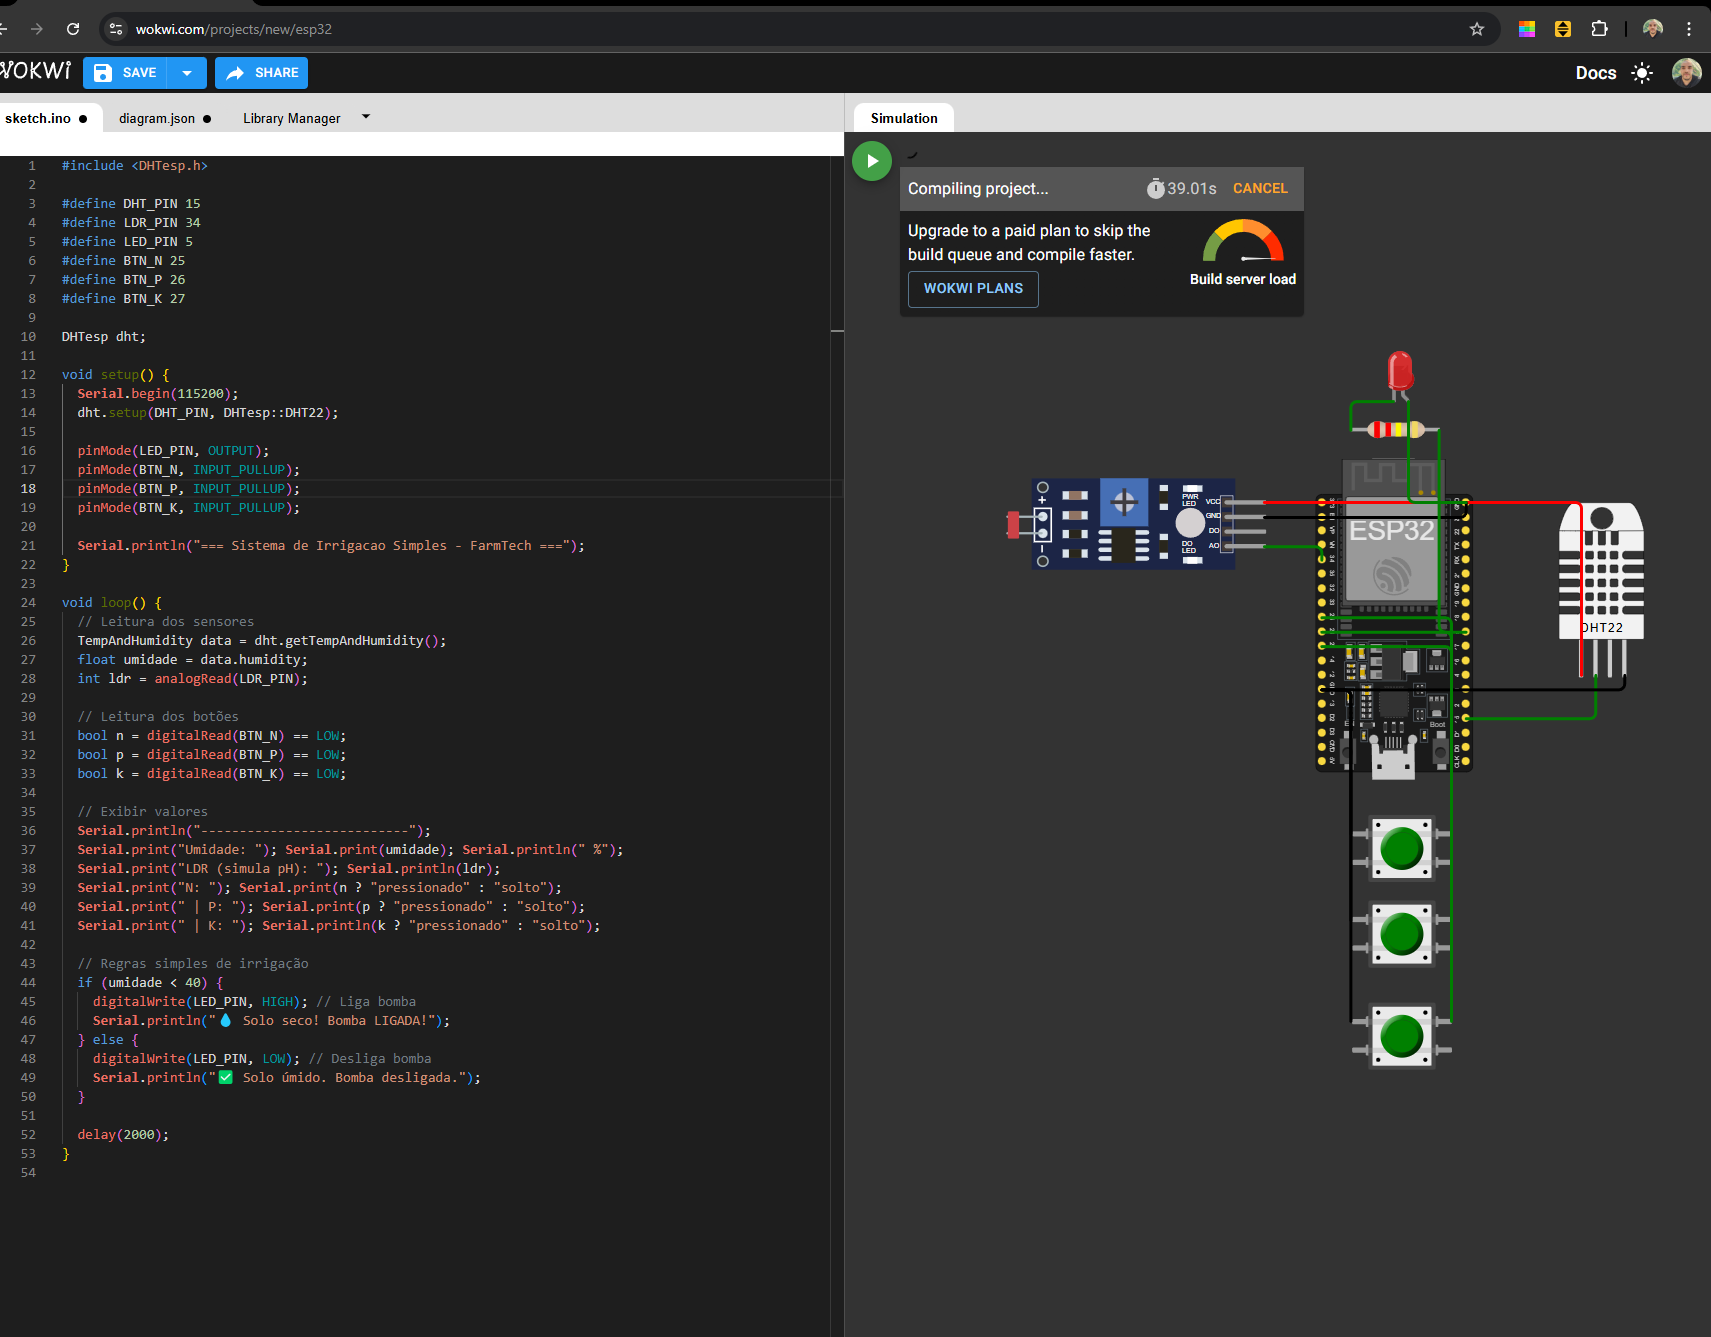 wokwi.com/projects/new/esp32
WOKWi
SAVE
SHARE
Docs
sketch.ino
diagram.json
Library Manager
Simulation
1 #include <DHTesp.h>
2
3 #define DHT_PIN 15
4 #define LDR_PIN 34
5 #define LED_PIN 5
6 #define BTN_N 25
7 #define BTN_P 26
8 #define BTN_K 27
9
10 DHTesp dht;
11
12 void setup() {
13 Serial.begin(115200);
14 dht.setup(DHT_PIN, DHTesp::DHT22);
15
16 pinMode(LED_PIN, OUTPUT);
17 pinMode(BTN_N, INPUT_PULLUP);
18 pinMode(BTN_P, INPUT_PULLUP);
19 pinMode(BTN_K, INPUT_PULLUP);
20
21 Serial.println("=== Sistema de Irrigacao Simples - FarmTech ===");
22 }
23
24 void loop() {
25 // Leitura dos sensores
26 TempAndHumidity data = dht.getTempAndHumidity();
27 float umidade = data.humidity;
28 int ldr = analogRead(LDR_PIN);
29
30 // Leitura dos botões
31 bool n = digitalRead(BTN_N) == LOW;
32 bool p = digitalRead(BTN_P) == LOW;
33 bool k = digitalRead(BTN_K) == LOW;
34
35 // Exibir valores
36 Serial.println("---------------------------");
37 Serial.print("Umidade: "); Serial.print(umidade); Serial.println(" %");
38 Serial.print("LDR (simula pH): "); Serial.println(ldr);
39 Serial.print("N: "); Serial.print(n ? "pressionado" : "solto");
40 Serial.print(" | P: "); Serial.print(p ? "pressionado" : "solto");
41 Serial.print(" | K: "); Serial.println(k ? "pressionado" : "solto");
42
43 // Regras simples de irrigação
44 if (umidade < 40) {
45 digitalWrite(LED_PIN, HIGH); // Liga bomba
46 Serial.println("💧 Solo seco! Bomba LIGADA!");
47 } else {
48 digitalWrite(LED_PIN, LOW); // Desliga bomba
49 Serial.println("✅ Solo úmido. Bomba desligada.");
50 }
51
52 delay(2000);
53 }
54
Compiling project...
39.01s
CANCEL
Upgrade to a paid plan to skip the
build queue and compile faster.
WOKWI PLANS
Build server load
PWR
LED
VCC
GND
DO
AO
DO
LED
ESP32
Boot
DHT22